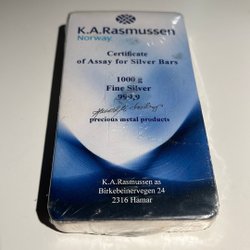 K.A.Rasmussen
Norway.
Certificate
of Assay for Silver Bars
1000 g
Fine Silver
999,9
precious metal products
K.A.Rasmussen as
Birkebeinervegen 24
2316 Hamar